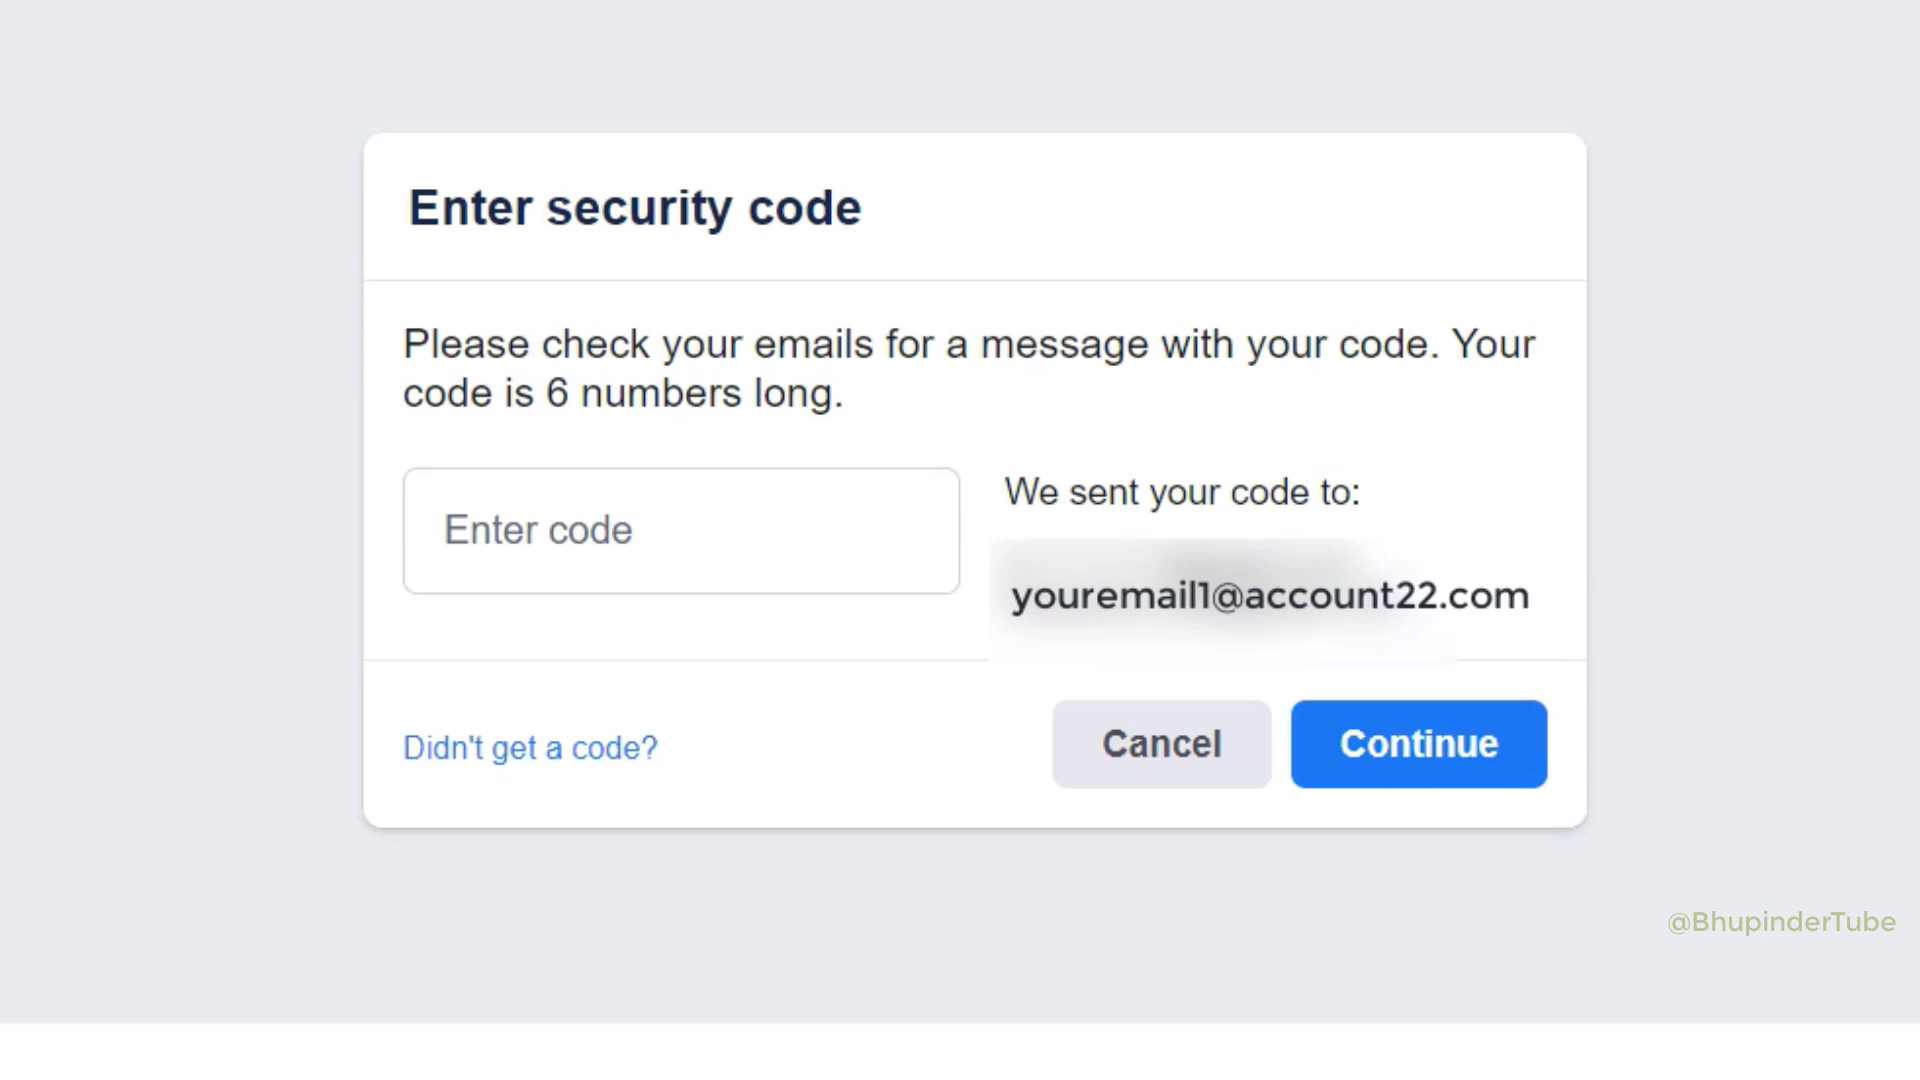 Enter security code
Please check your emails for a message with your code. Your
code is 6 numbers long.
Enter code
We sent your code to:
youremail1@account22.com
Didn't get a code?
Cancel
Continue
@BhupinderTube